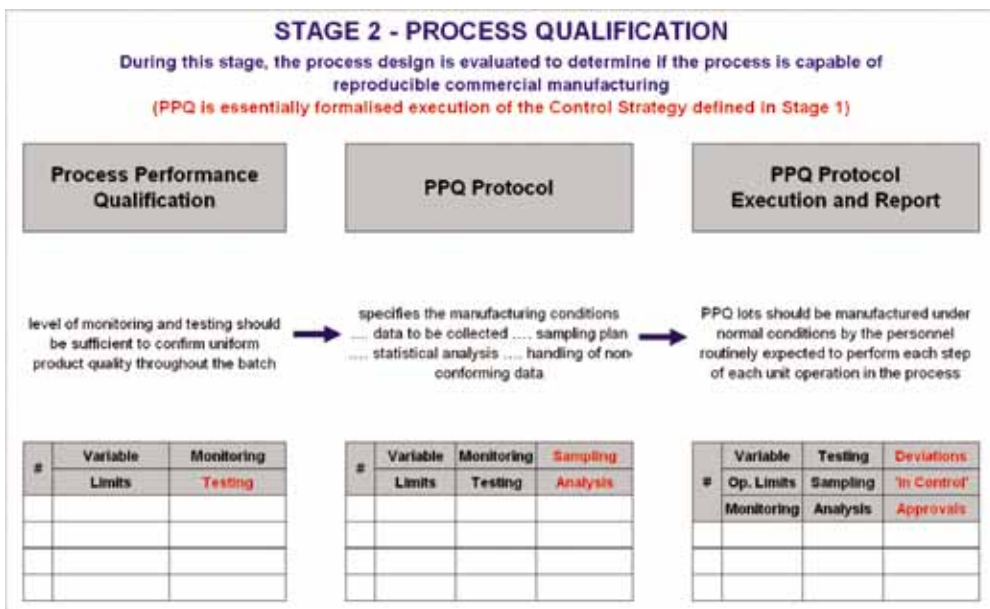 STAGE 2 - PROCESS QUALIFICATION
During this stage, the process design is evaluated to determine if the process is capable of
reproducible commercial manufacturing
(PPQ is essentially formalised execution of the Control Strategy defined in Stage 1)
Process Performance
Qualification
level of monitoring and testing should
be sufficient to confirm uniform
product quality throughout the batch
# Variable Monitoring
Limits Testing
PPQ Protocol
specifies the manufacturing conditions
.... data to be collected .... sampling plan
.... statistical analysis .... handling of non-
conforming data
# Variable Monitoring Sampling
Limits Testing Analysis
PPQ Protocol
Execution and Report
PPQ lots should be manufactured under
normal conditions by the personnel
routinely expected to perform each step
of each unit operation in the process
Variable Testing Deviations
# Op. Limits Sampling 'In Control'
Monitoring Analysis Approvals